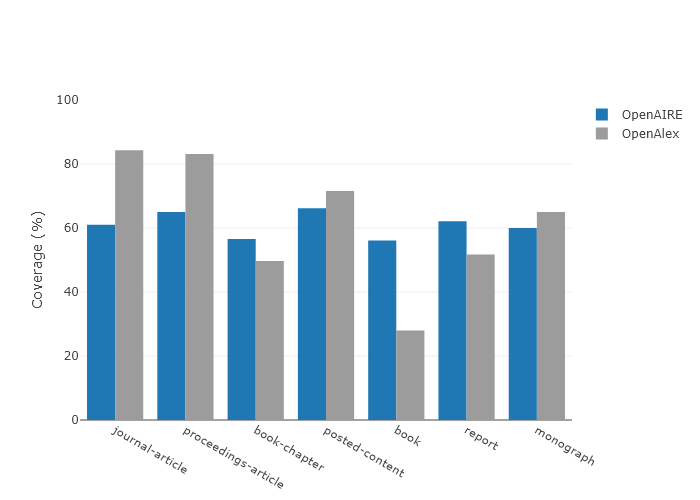 100
80
60
40
20
0
Coverage (%)
journal-article
proceedings-article
book-chapter
posted-content
book
report
monograph
OpenAIRE
OpenAlex